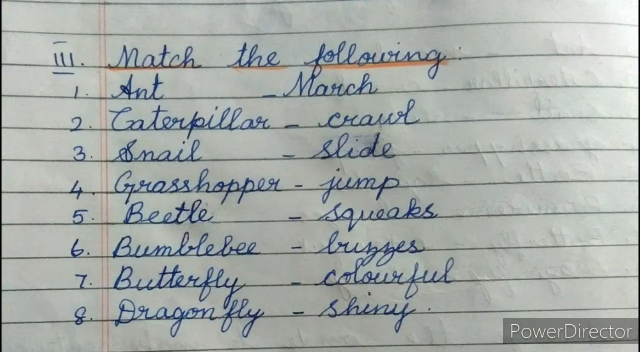 III. Match the following:
1. Ant - March
2. Caterpillar - crawl
3. Snail - slide
4. Grasshopper - jump
5. Beetle - squeaks
6. Bumblebee - buzzes
7. Butterfly - colourful
8. Dragonfly - shiny.
PowerDirector